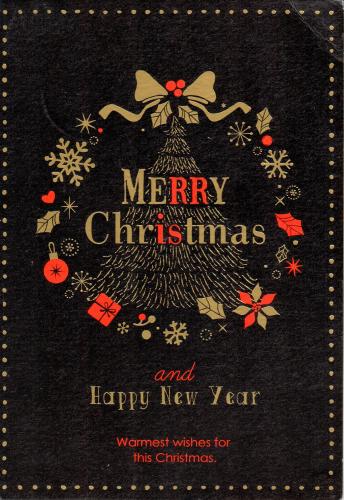 MERRY
Christmas
and
Happy New Year
Warmest wishes for
this Christmas.